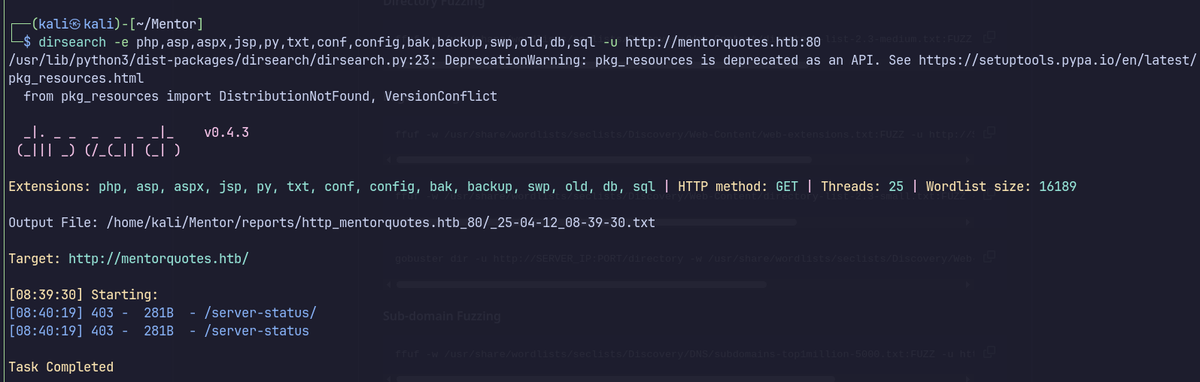 Directory Fuzzing
┌──(kali㉿kali)-[~/Mentor]
└─$ dirsearch -e php,asp,aspx,jsp,py,txt,conf,config,bak,backup,swp,old,db,sql -u http://mentorquotes.htb:80
/usr/lib/python3/dist-packages/dirsearch/dirsearch.py:23: DeprecationWarning: pkg_resources is deprecated as an API. See https://setuptools.pypa.io/en/latest/
pkg_resources.html
  from pkg_resources import DistributionNotFound, VersionConflict
  _|. _ _  _  _  _ _|_    v0.4.3
 (_||| _) (/_(_|| (_| )
Extensions: php, asp, aspx, jsp, py, txt, conf, config, bak, backup, swp, old, db, sql | HTTP method: GET | Threads: 25 | Wordlist size: 16189
Output File: /home/kali/Mentor/reports/http_mentorquotes.htb_80/_25-04-12_08-39-30.txt
Target: http://mentorquotes.htb/
[08:39:30] Starting:
[08:40:19] 403 -  281B  - /server-status/
[08:40:19] 403 -  281B  - /server-status
Sub-domain Fuzzing
Task Completed